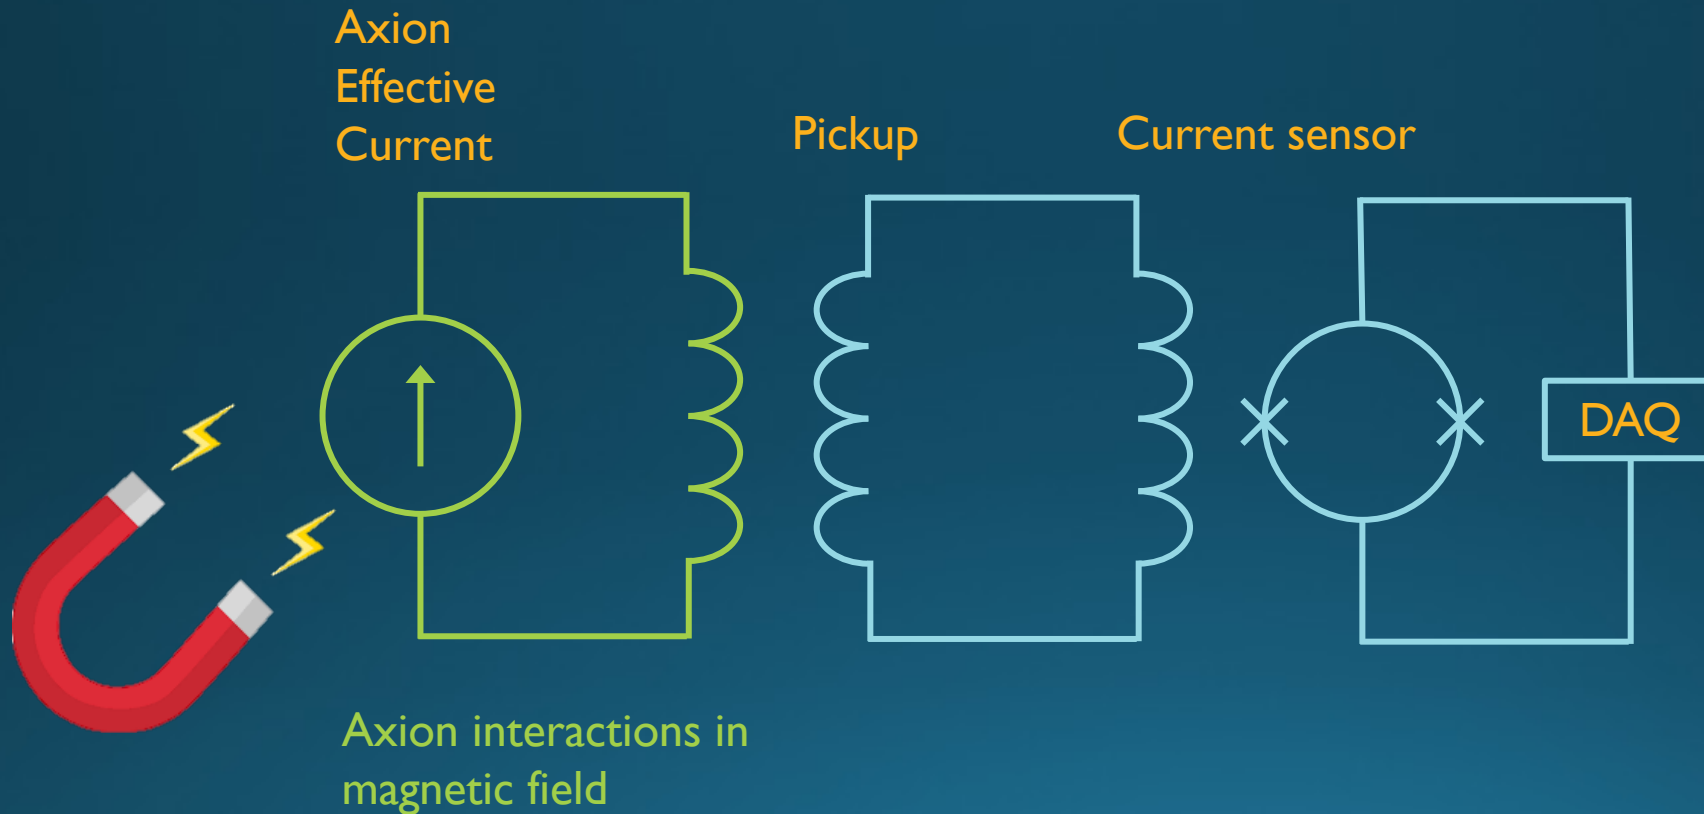 Axion
Effective
Current
Pickup
Current sensor
DAQ
Axion interactions in
magnetic field